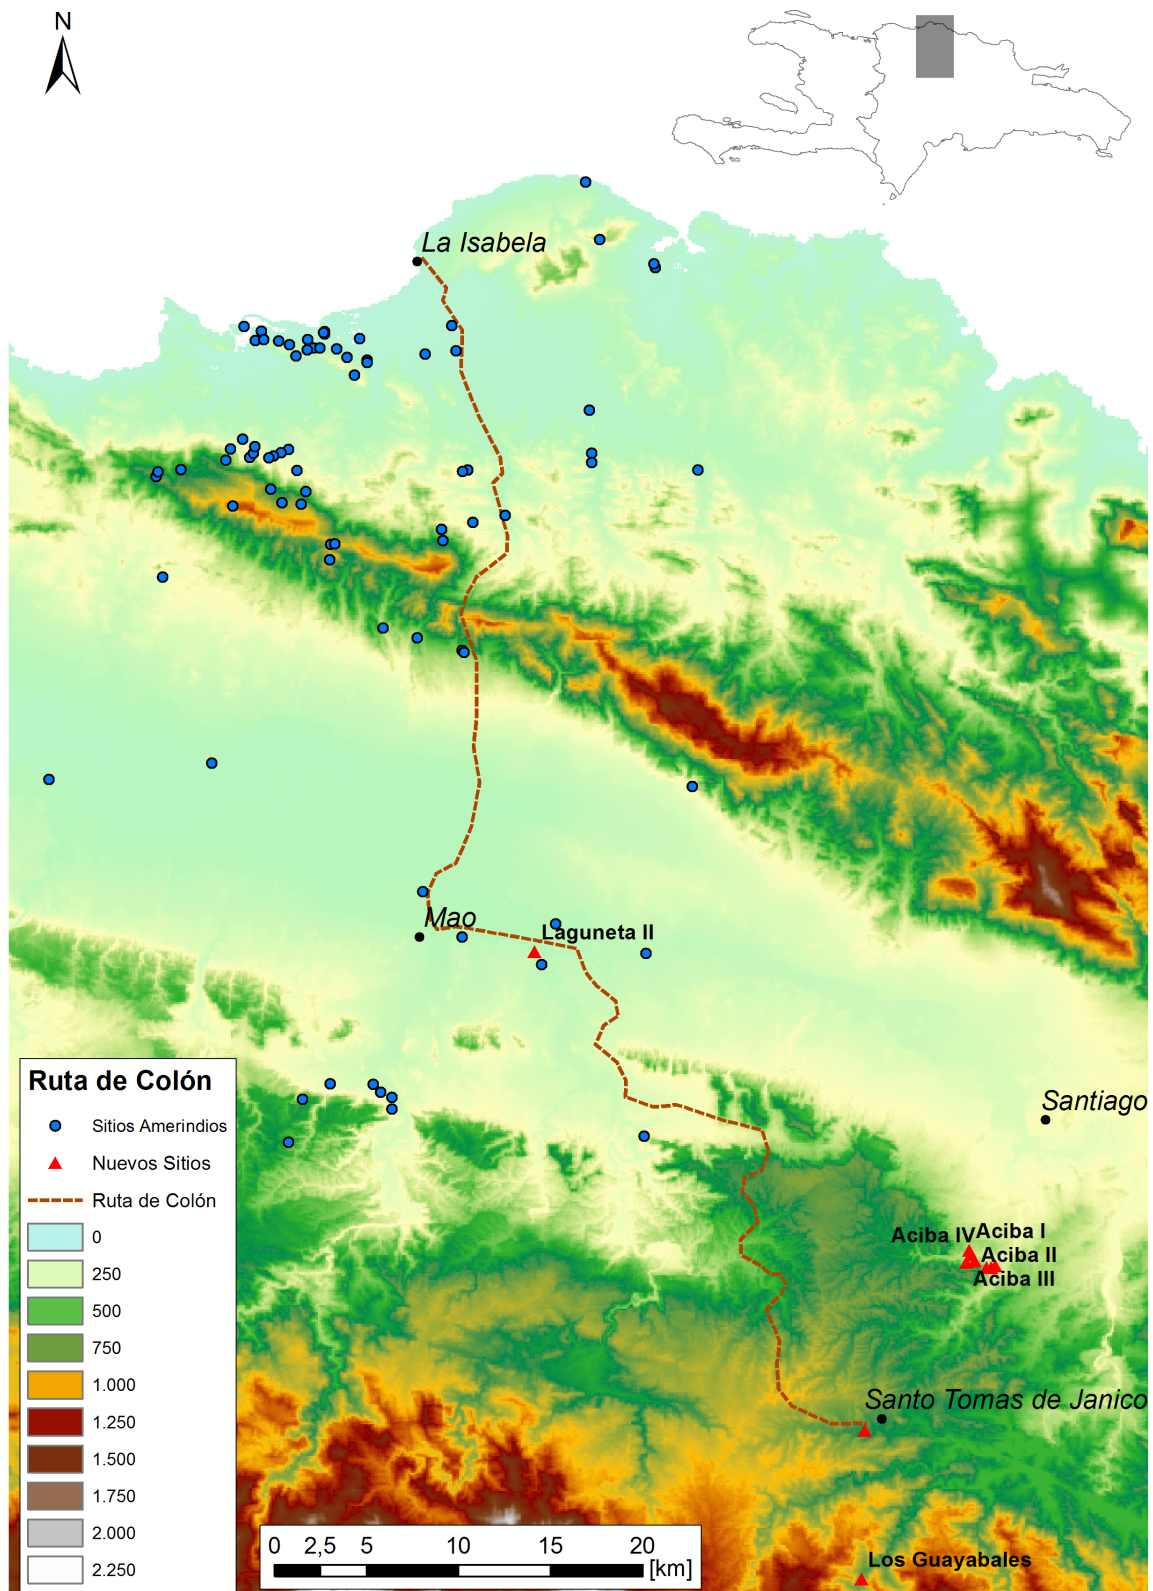 N
La Isabela
Mao
Laguneta II
Santiago
Aciba IV
Aciba I
Aciba II
Aciba III
Santo Tomas de Janico
Los Guayabales
Ruta de Colón
Sitios Amerindios
Nuevos Sitios
Ruta de Colón
0
250
500
750
1.000
1.250
1.500
1.750
2.000
2.250
0 2,5 5 10 15 20
[km]